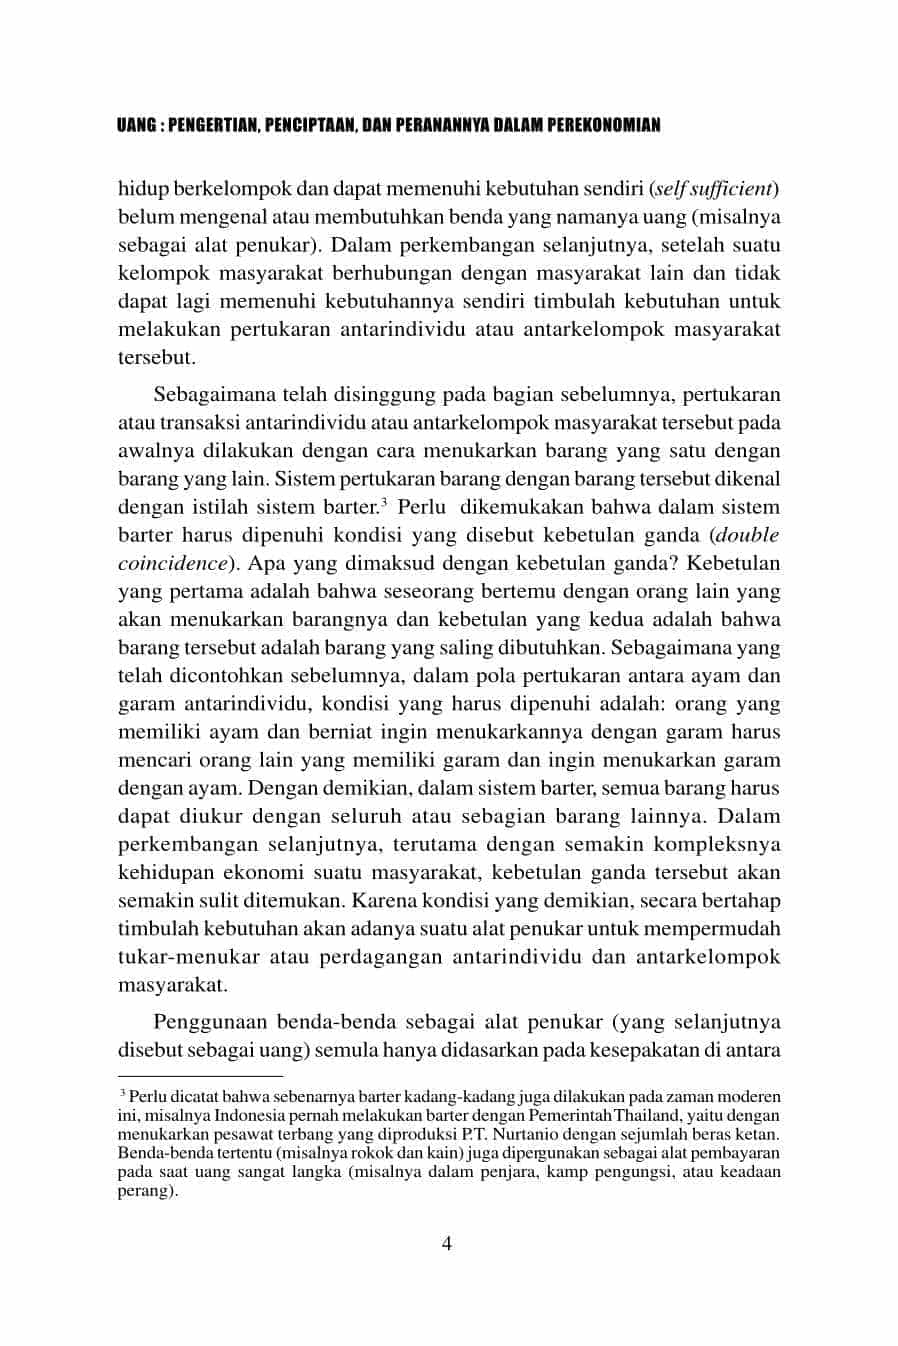 UANG : PENGERTIAN, PENCIPTAAN, DAN PERANANNYA DALAM PEREKONOMIAN
hidup berkelompok dan dapat memenuhi kebutuhan sendiri (self sufficient)
belum mengenal atau membutuhkan benda yang namanya uang (misalnya
sebagai alat penukar). Dalam perkembangan selanjutnya, setelah suatu
kelompok masyarakat berhubungan dengan masyarakat lain dan tidak
dapat lagi memenuhi kebutuhannya sendiri timbulah kebutuhan untuk
melakukan pertukaran antarindividu atau antarkelompok masyarakat
tersebut.
Sebagaimana telah disinggung pada bagian sebelumnya, pertukaran
atau transaksi antarindividu atau antarkelompok masyarakat tersebut pada
awalnya dilakukan dengan cara menukarkan barang yang satu dengan
barang yang lain. Sistem pertukaran barang dengan barang tersebut dikenal
dengan istilah sistem barter.3 Perlu dikemukakan bahwa dalam sistem
barter harus dipenuhi kondisi yang disebut kebetulan ganda (double
coincidence). Apa yang dimaksud dengan kebetulan ganda? Kebetulan
yang pertama adalah bahwa seseorang bertemu dengan orang lain yang
akan menukarkan barangnya dan kebetulan yang kedua adalah bahwa
barang tersebut adalah barang yang saling dibutuhkan. Sebagaimana yang
telah dicontohkan sebelumnya, dalam pola pertukaran antara ayam dan
garam antarindividu, kondisi yang harus dipenuhi adalah: orang yang
memiliki ayam dan berniat ingin menukarkannya dengan garam harus
mencari orang lain yang memiliki garam dan ingin menukarkan garam
dengan ayam. Dengan demikian, dalam sistem barter, semua barang harus
dapat diukur dengan seluruh atau sebagian barang lainnya. Dalam
perkembangan selanjutnya, terutama dengan semakin kompleksnya
kehidupan ekonomi suatu masyarakat, kebetulan ganda tersebut akan
semakin sulit ditemukan. Karena kondisi yang demikian, secara bertahap
timbulah kebutuhan akan adanya suatu alat penukar untuk mempermudah
tukar-menukar atau perdagangan antarindividu dan antarkelompok
masyarakat.
Penggunaan benda-benda sebagai alat penukar (yang selanjutnya
disebut sebagai uang) semula hanya didasarkan pada kesepakatan di antara
3 Perlu dicatat bahwa sebenarnya barter kadang-kadang juga dilakukan pada zaman moderen
ini, misalnya Indonesia pernah melakukan barter dengan Pemerintah Thailand, yaitu dengan
menukarkan pesawat terbang yang diproduksi P.T. Nurtanio dengan sejumlah beras ketan.
Benda-benda tertentu (misalnya rokok dan kain) juga dipergunakan sebagai alat pembayaran
pada saat uang sangat langka (misalnya dalam penjara, kamp pengungsi, atau keadaan
perang).
4